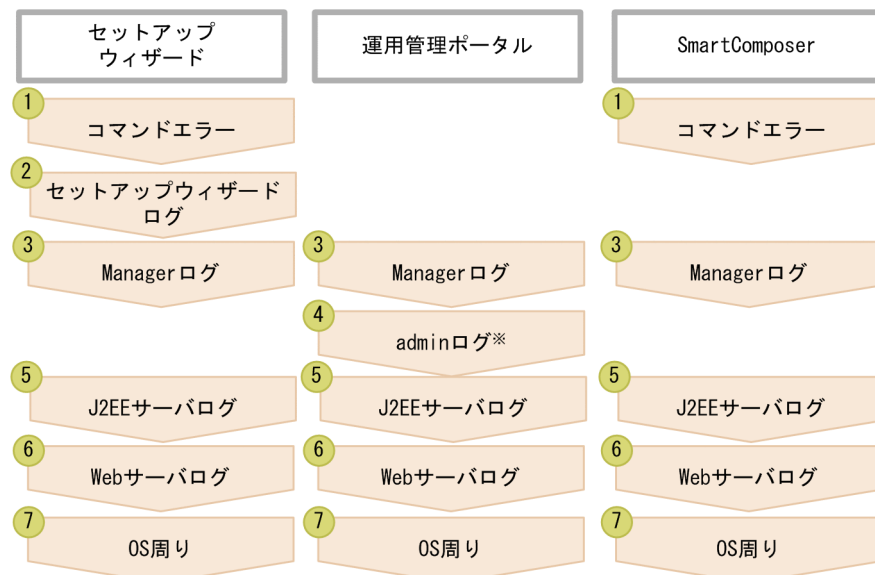 セットアップ
ウィザード
運用管理ポータル
SmartComposer
1
コマンドエラー
1
コマンドエラー
2
セットアップウィザード
ログ
3
Managerログ
3
Managerログ
3
Managerログ
4
adminログ※
5
J2EEサーバログ
5
J2EEサーバログ
5
J2EEサーバログ
6
Webサーバログ
6
Webサーバログ
6
Webサーバログ
7
OS周り
7
OS周り
7
OS周り